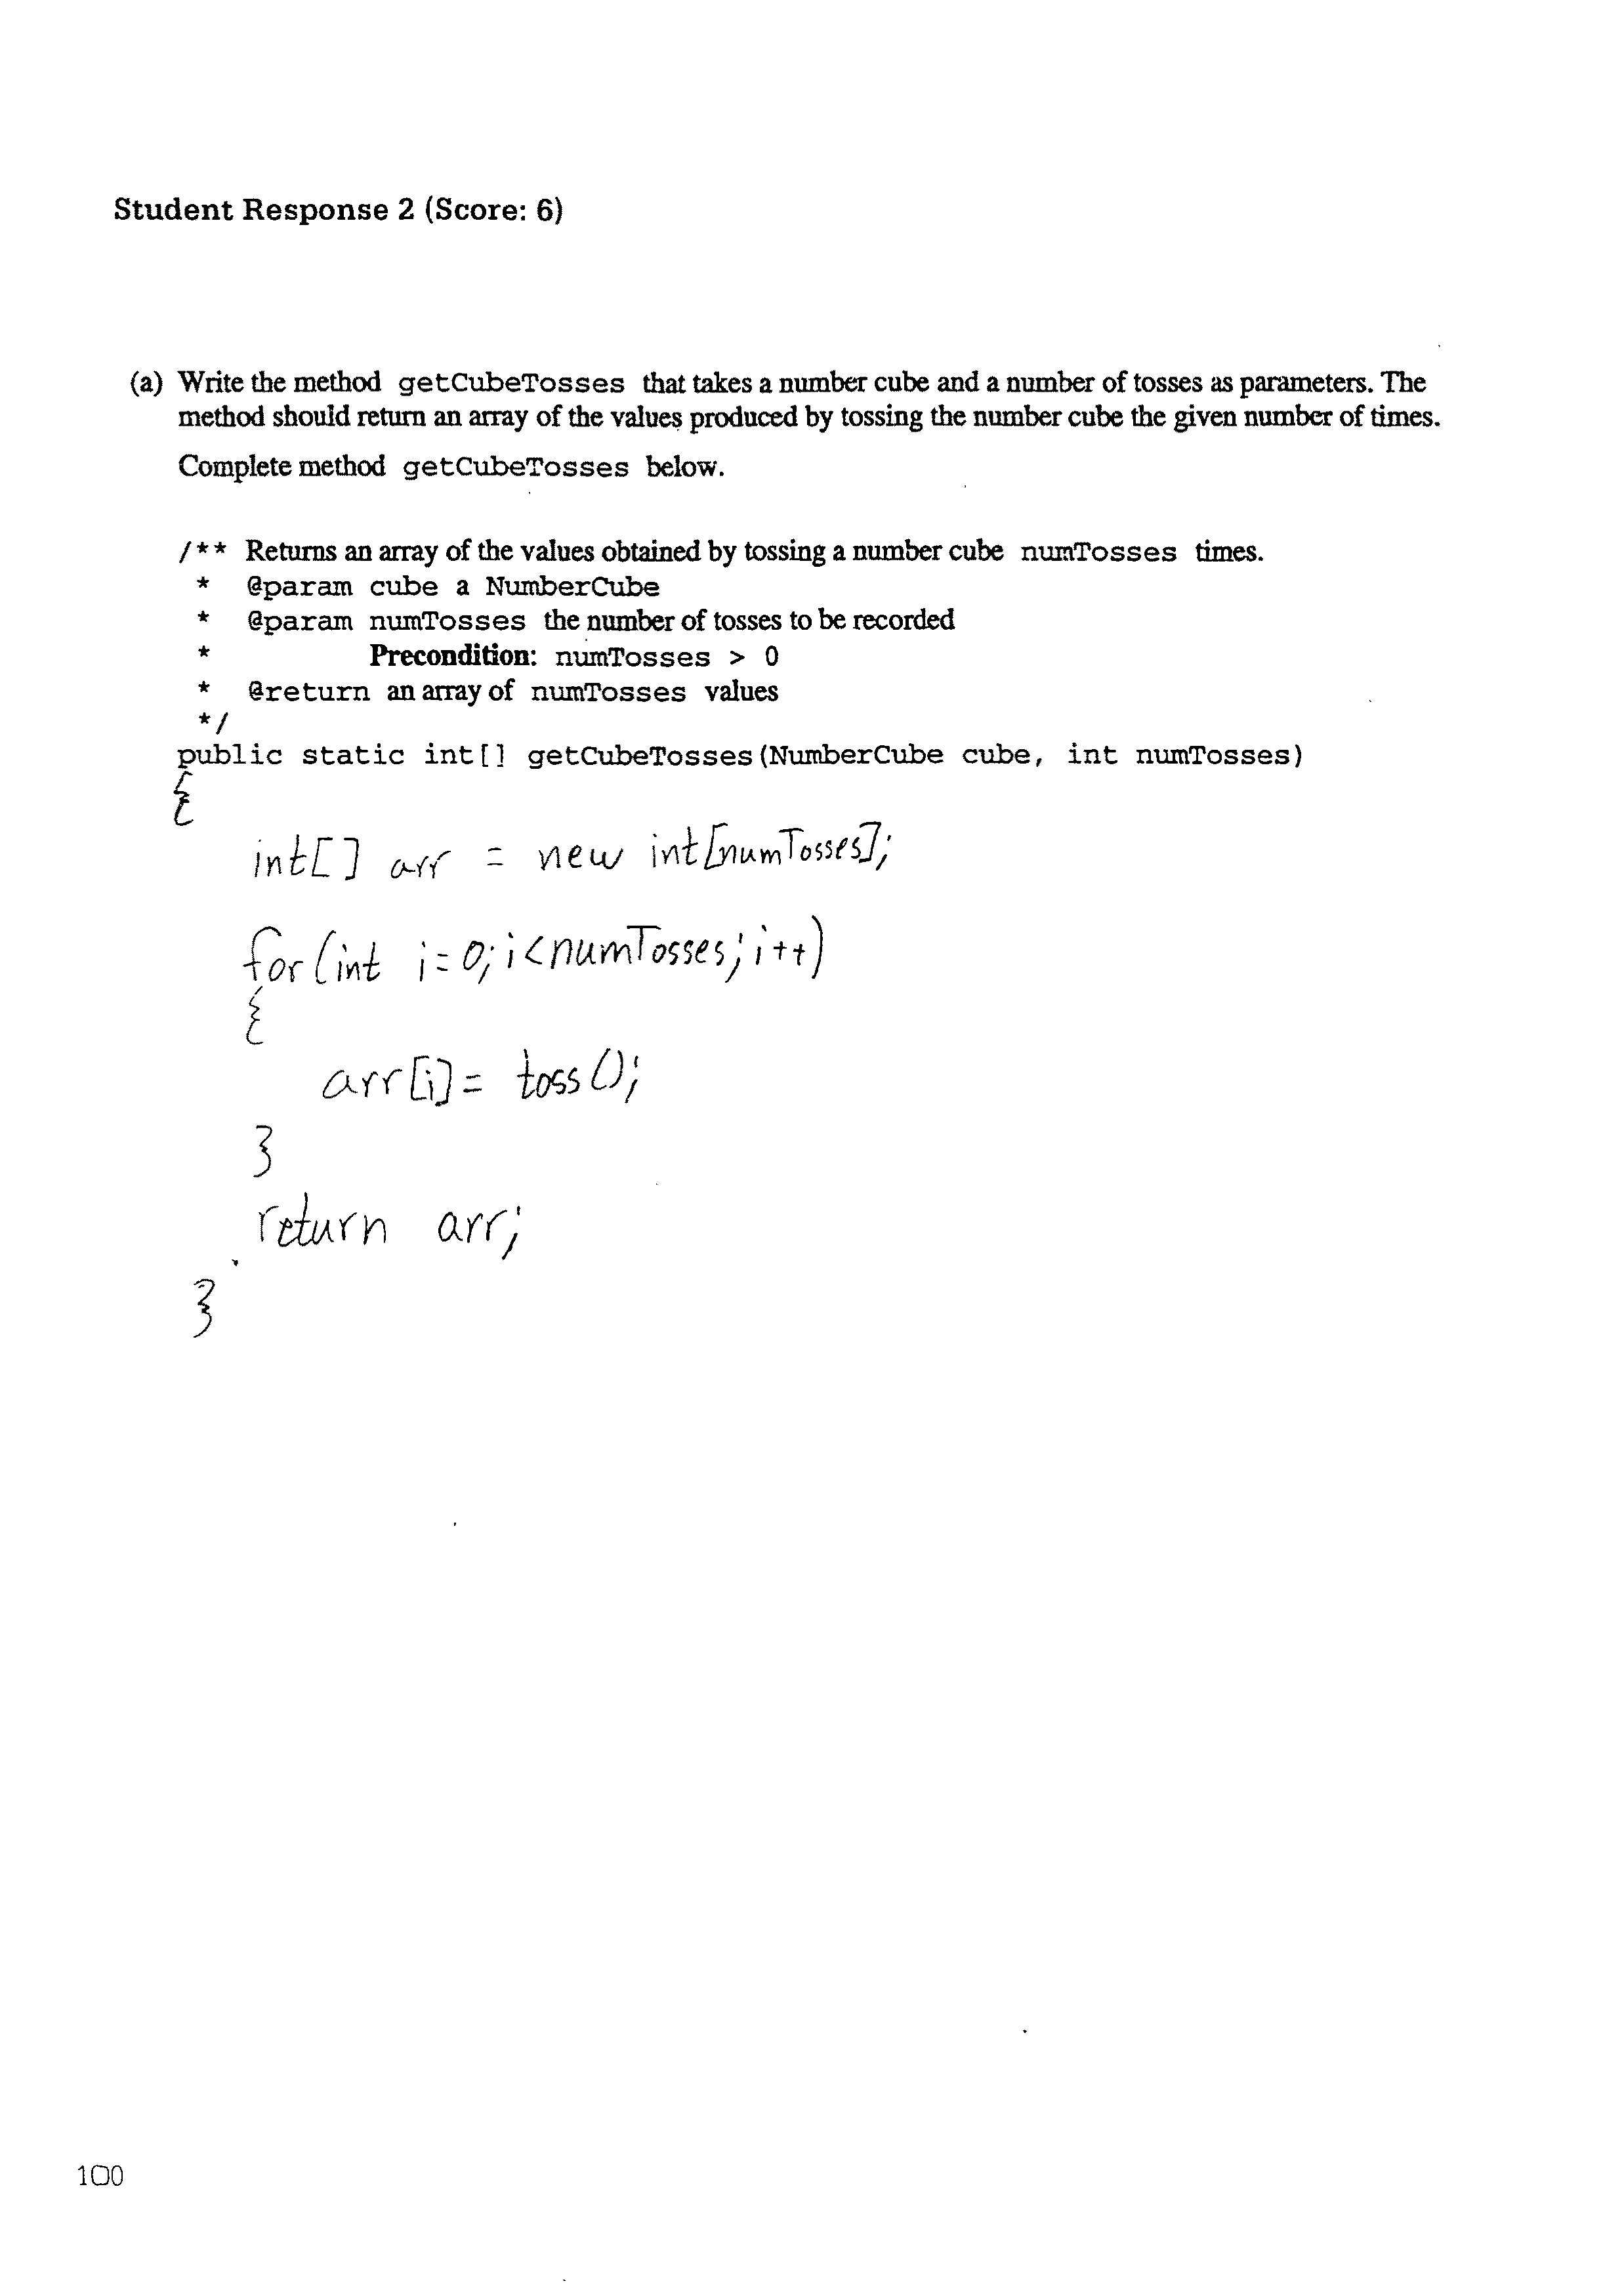 Student Response 2 (Score: 6)
(a) Write the method getCubeTosses that takes a number cube and a number of tosses as parameters. The
method should return an array of the values produced by tossing the number cube the given number of times.
Complete method getCubeTosses below.
/** Returns an array of the values obtained by tossing a number cube numTosses times.
* @param cube a NumberCube
* @param numTosses the number of tosses to be recorded
* Precondition: numTosses > 0
* @return an array of numTosses values
*/
public static int[] getCubeTosses(NumberCube cube, int numTosses)
{
int[] arr = new int[numTosses];
for(int i=0; i<numTosses; i++)
{
arr[i]= toss();
}
return arr;
}
100